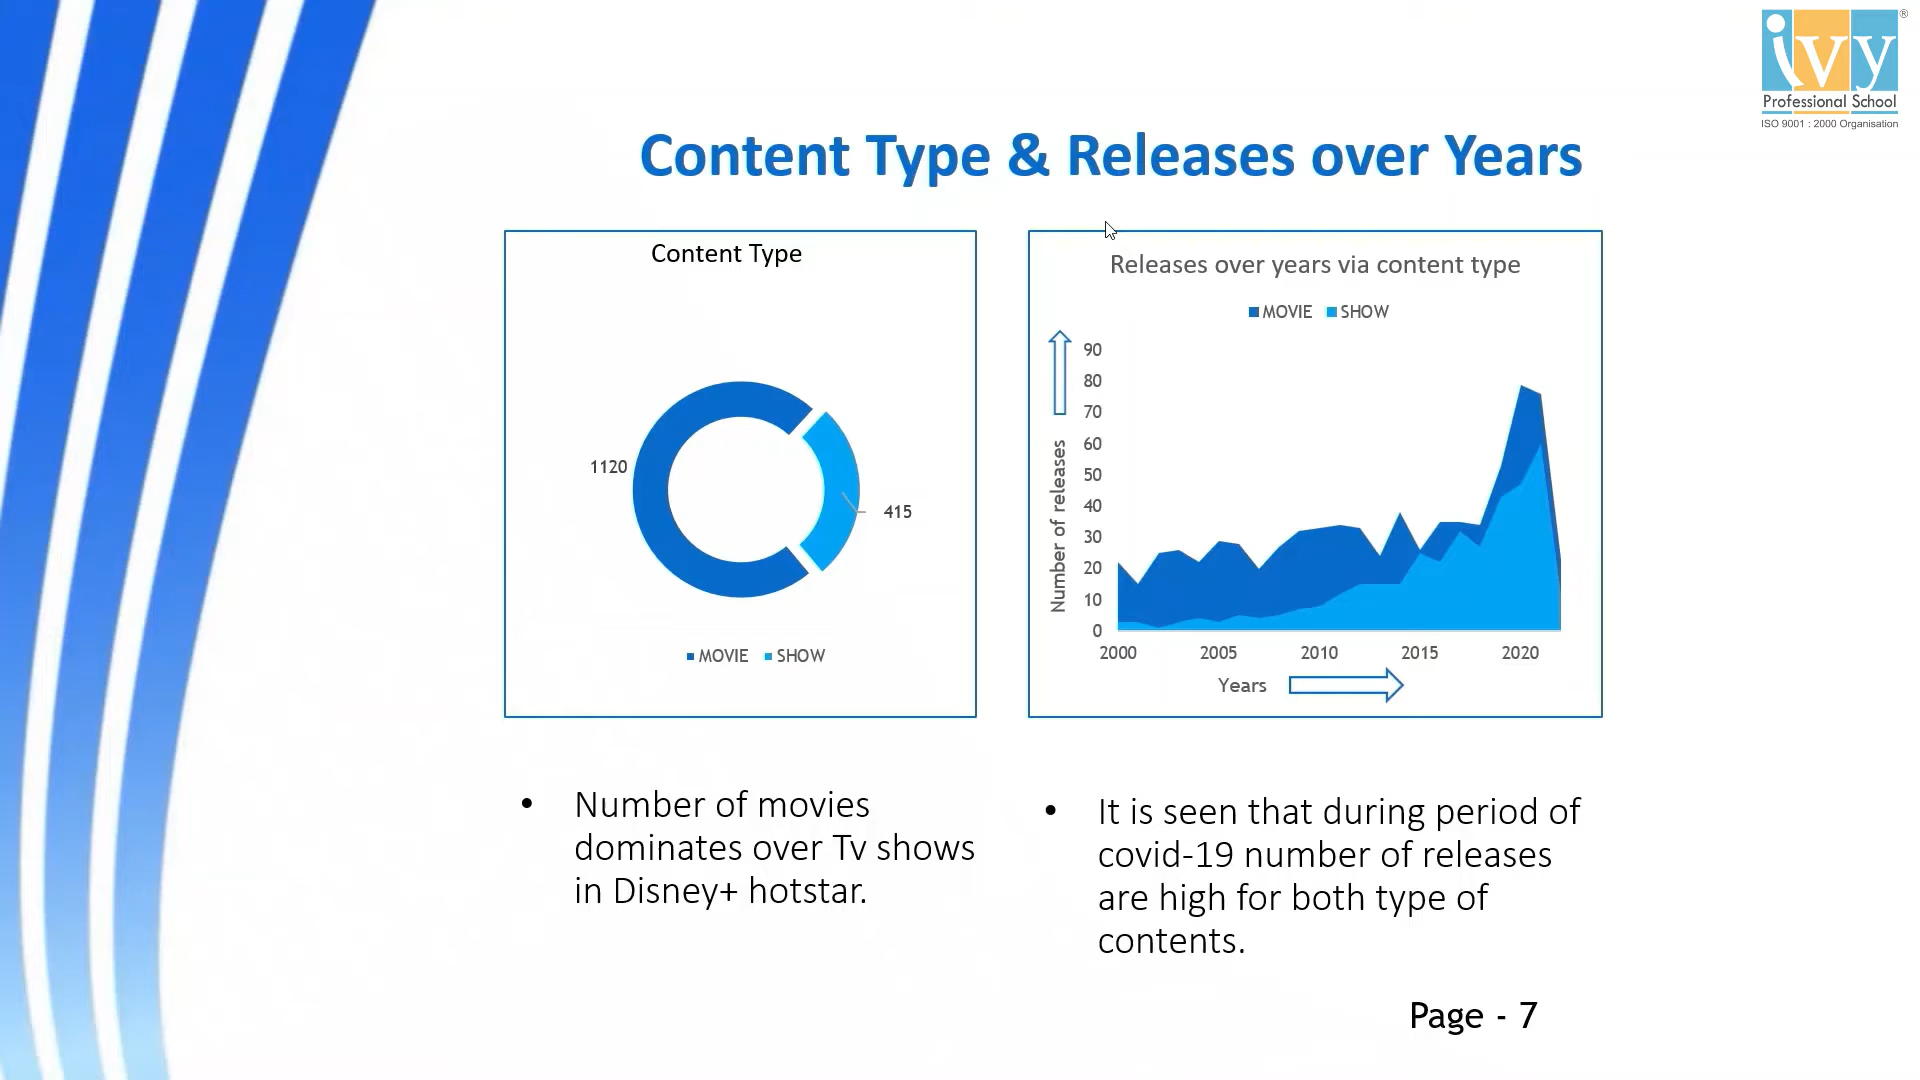 ivy
®
Professional School
ISO 9001 : 2000 Organisation
Content Type & Releases over Years
Content Type
1120
415
MOVIE SHOW
Releases over years via content type
MOVIE SHOW
Number of releases
90
80
70
60
50
40
30
20
10
0
2000 2005 2010 2015 2020
Years
• Number of movies
dominates over Tv shows
in Disney+ hotstar.
• It is seen that during period of
covid-19 number of releases
are high for both type of
contents.
Page - 7